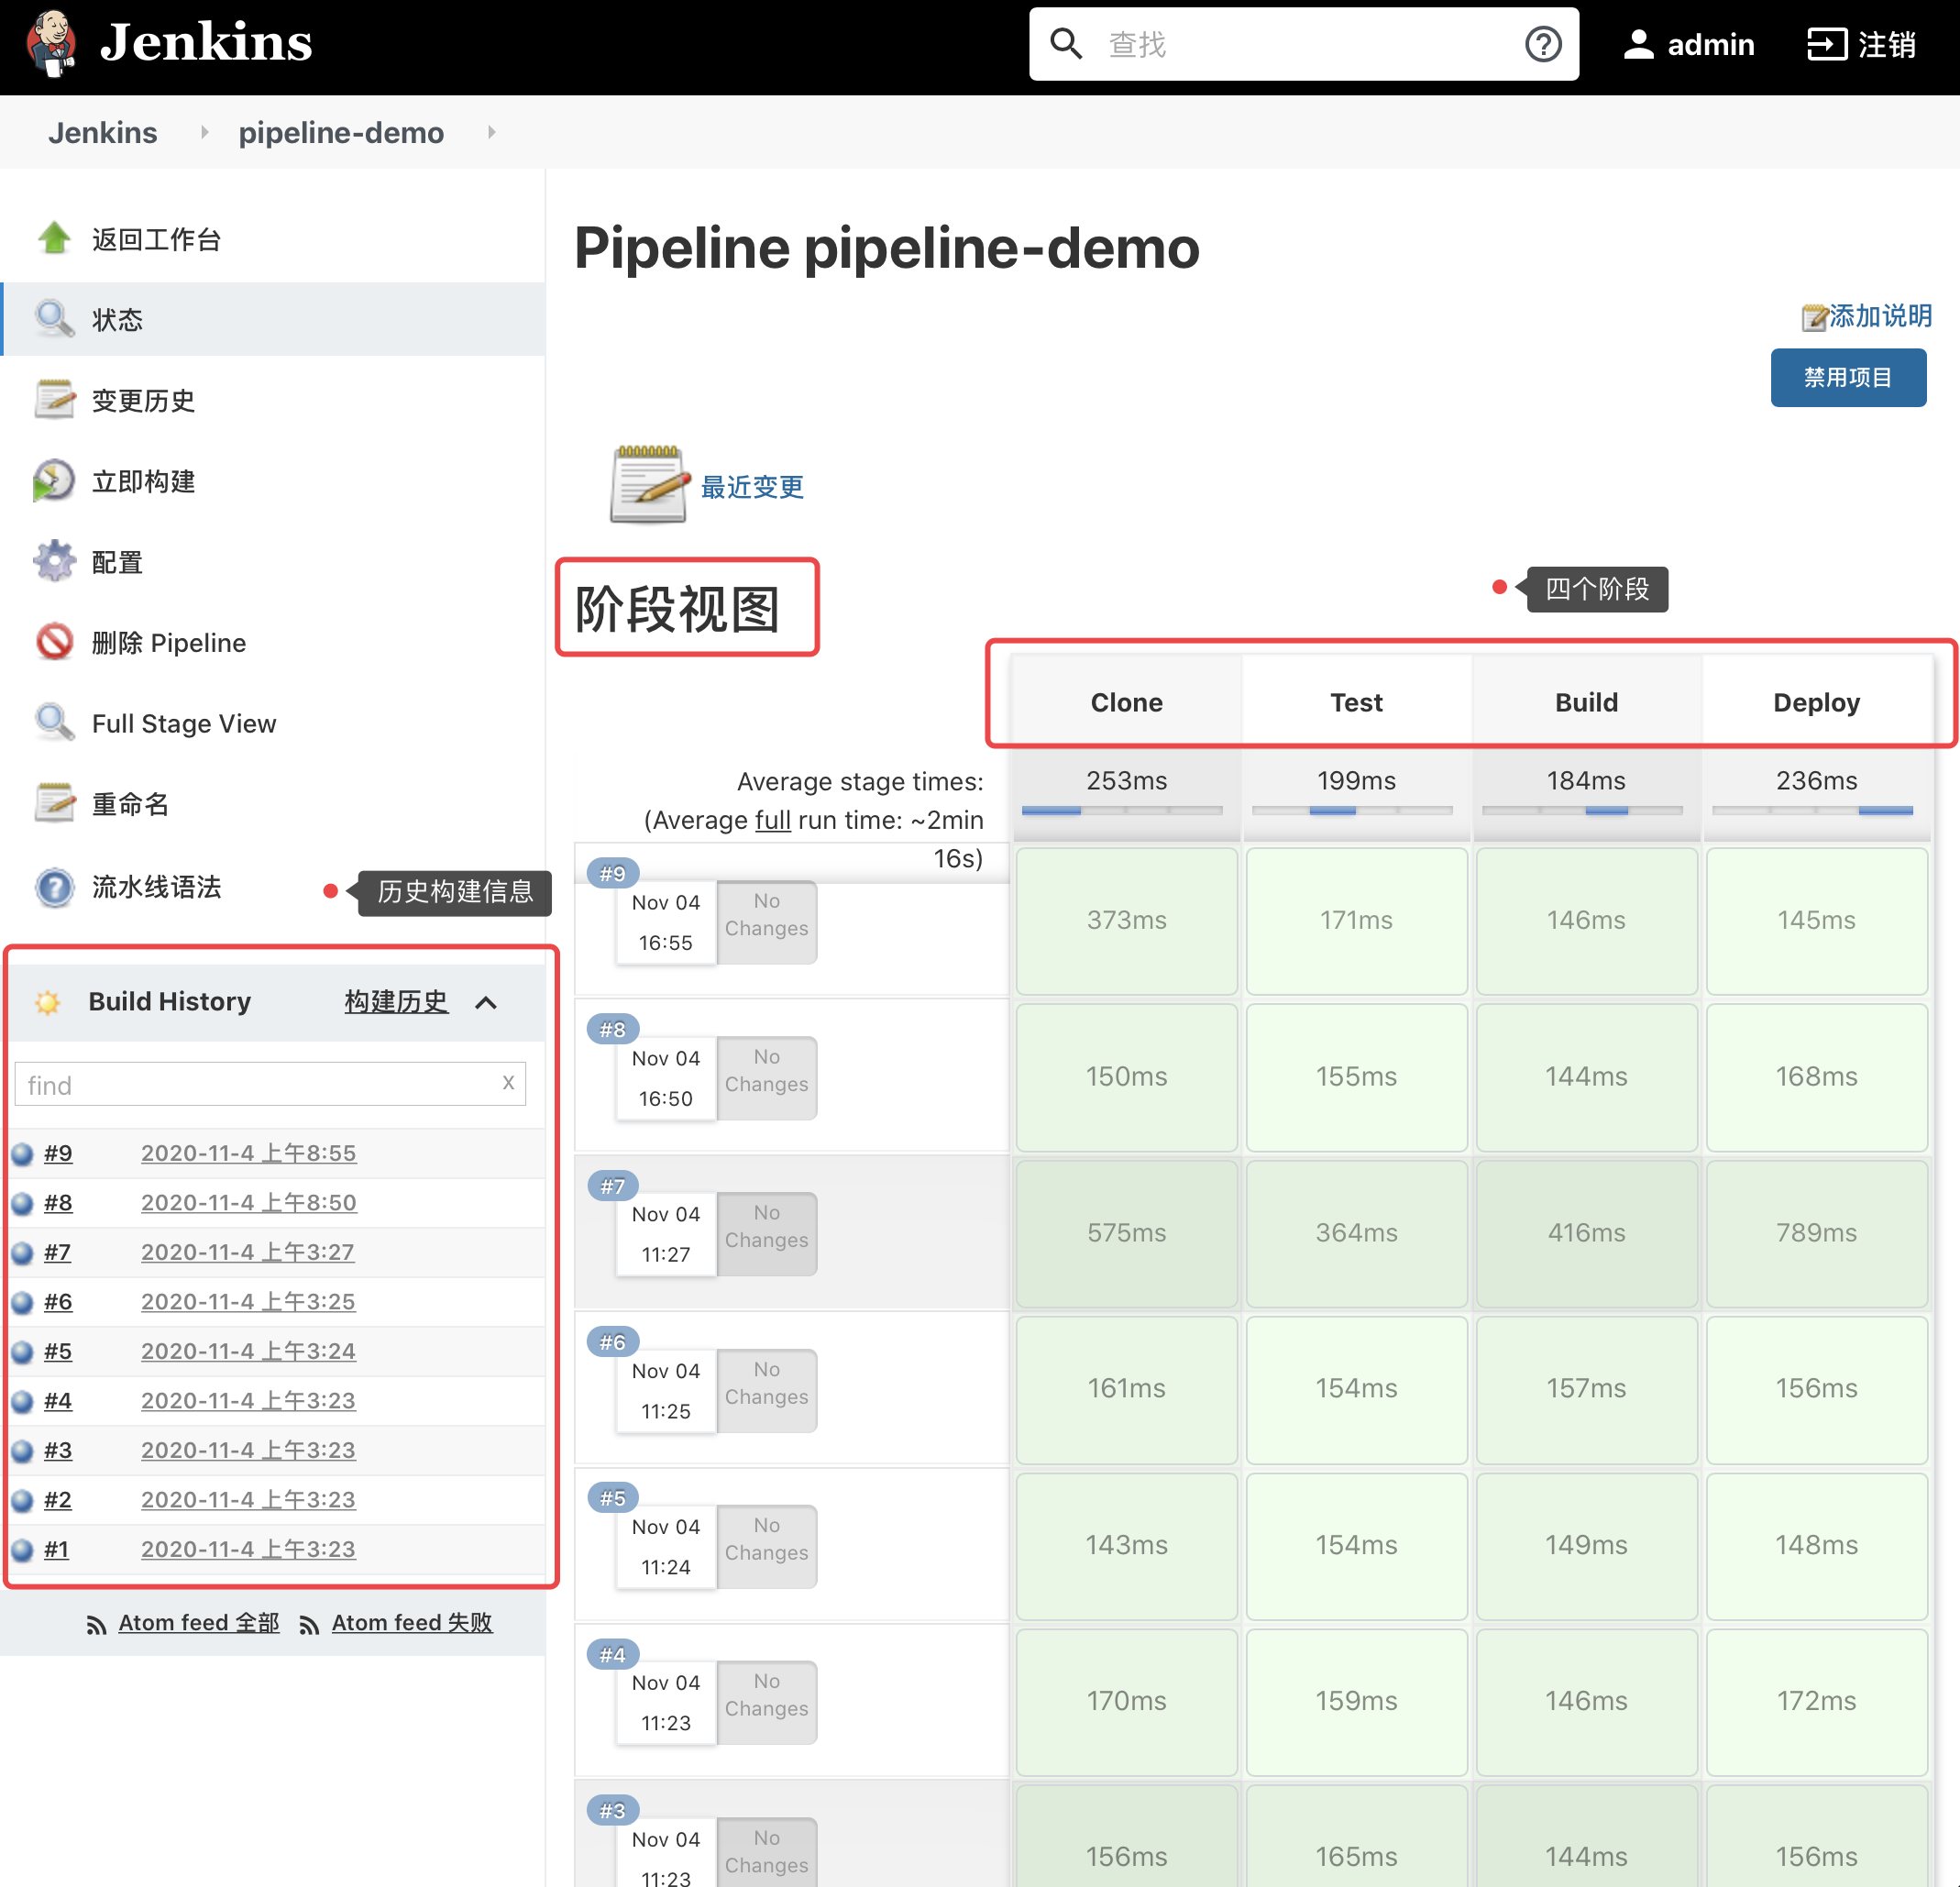 Jenkins
查找
admin
注销
Jenkins
pipeline-demo
返回工作台
状态
变更历史
立即构建
配置
删除 Pipeline
Full Stage View
重命名
流水线语法
历史构建信息
Build History 构建历史
find x
#9 2020-11-4 上午8:55
#8 2020-11-4 上午8:50
#7 2020-11-4 上午3:27
#6 2020-11-4 上午3:25
#5 2020-11-4 上午3:24
#4 2020-11-4 上午3:23
#3 2020-11-4 上午3:23
#2 2020-11-4 上午3:23
#1 2020-11-4 上午3:23
Atom feed 全部 Atom feed 失败
Pipeline pipeline-demo
添加说明
禁用项目
最近变更
阶段视图
四个阶段
Clone Test Build Deploy
Average stage times:
(Average full run time: ~2min
16s)
253ms 199ms 184ms 236ms
#9
Nov 04
16:55
No
Changes
373ms 171ms 146ms 145ms
#8
Nov 04
16:50
No
Changes
150ms 155ms 144ms 168ms
#7
Nov 04
11:27
No
Changes
575ms 364ms 416ms 789ms
#6
Nov 04
11:25
No
Changes
161ms 154ms 157ms 156ms
#5
Nov 04
11:24
No
Changes
143ms 154ms 149ms 148ms
#4
Nov 04
11:23
No
Changes
170ms 159ms 146ms 172ms
#3
Nov 04
11:23
No
Changes
156ms 165ms 144ms 156ms